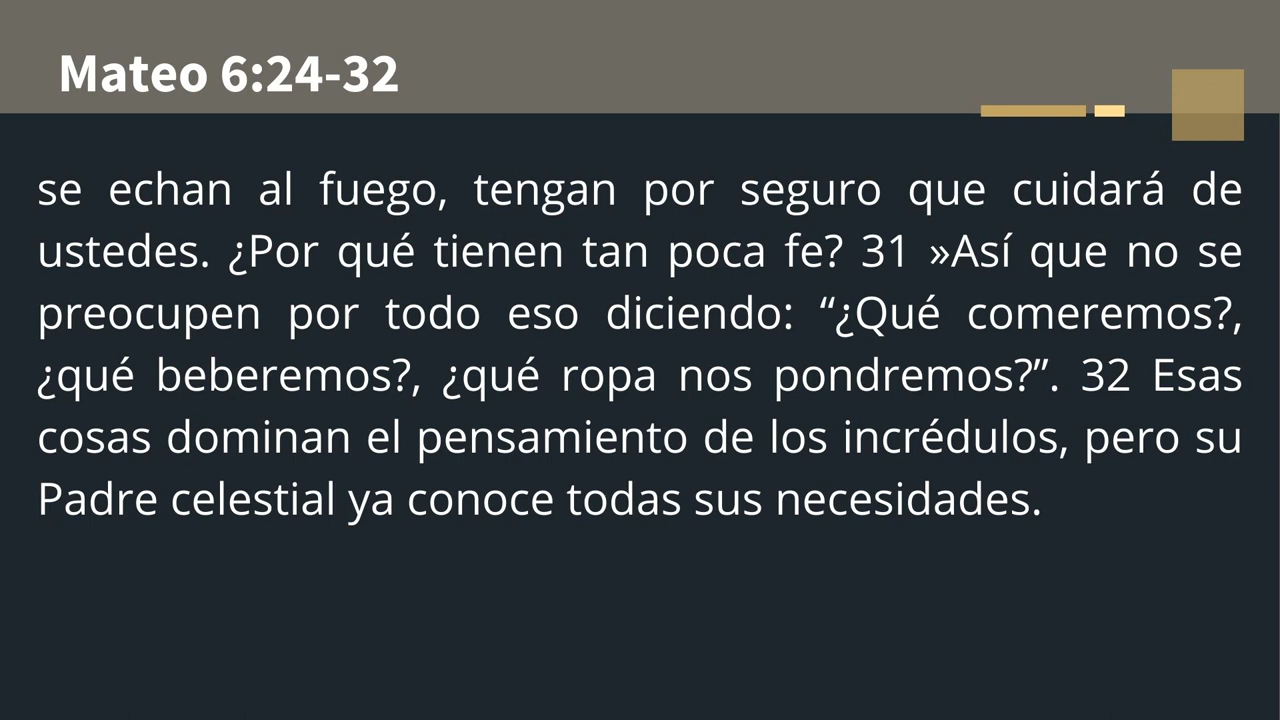 Mateo 6:24-32
se echan al fuego, tengan por seguro que cuidará de
ustedes. ¿Por qué tienen tan poca fe? 31 »Así que no se
preocupen por todo eso diciendo: “¿Qué comeremos?,
¿qué beberemos?, ¿qué ropa nos pondremos?”. 32 Esas
cosas dominan el pensamiento de los incrédulos, pero su
Padre celestial ya conoce todas sus necesidades.